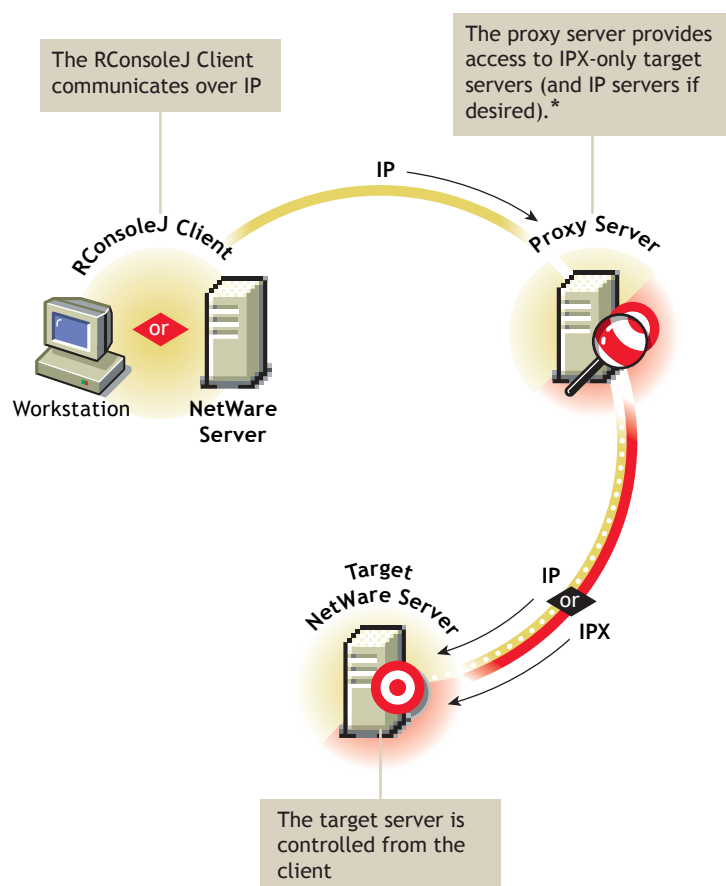 The RConsoleJ Client
communicates over IP
The proxy server provides
access to IPX-only target
servers (and IP servers if
desired).*
IP
RConsoleJ Client
Proxy Server
or
Workstation
NetWare
Server
Target
NetWare Server
IP
or
IPX
The target server is
controlled from the
client